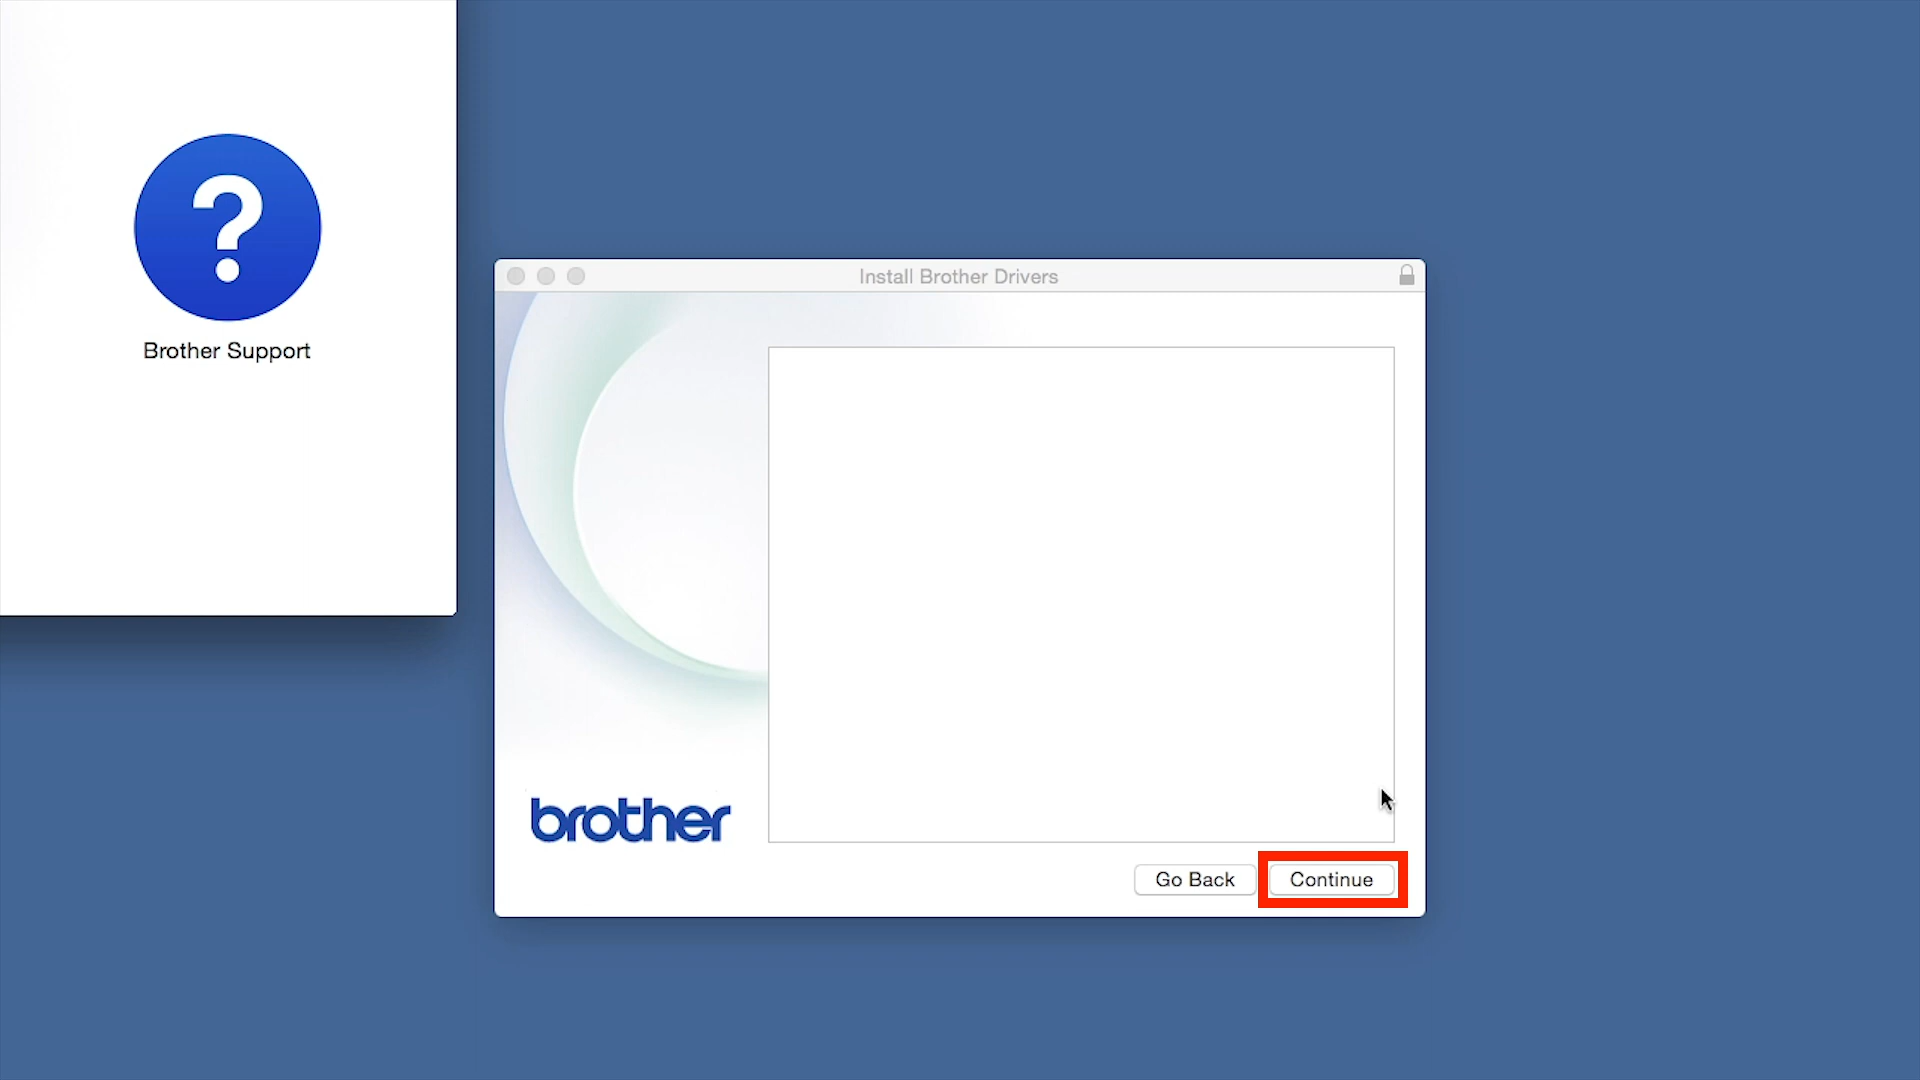 Brother Support
Install Brother Drivers
brother
Go Back
Continue